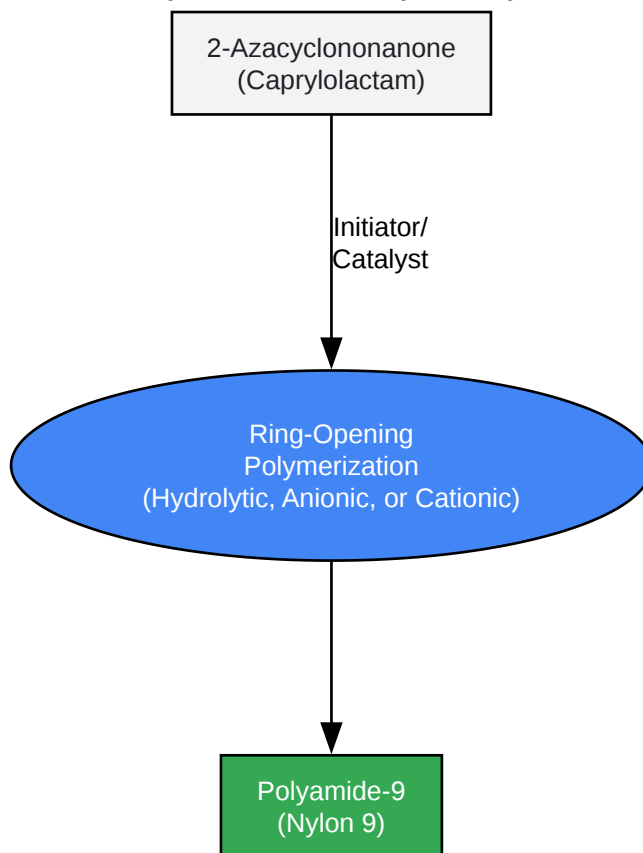 2-Azacyclononanone
(Caprylolactam)
Initiator/
Catalyst
Ring-Opening
Polymerization
(Hydrolytic, Anionic, or Cationic)
Polyamide-9
(Nylon 9)